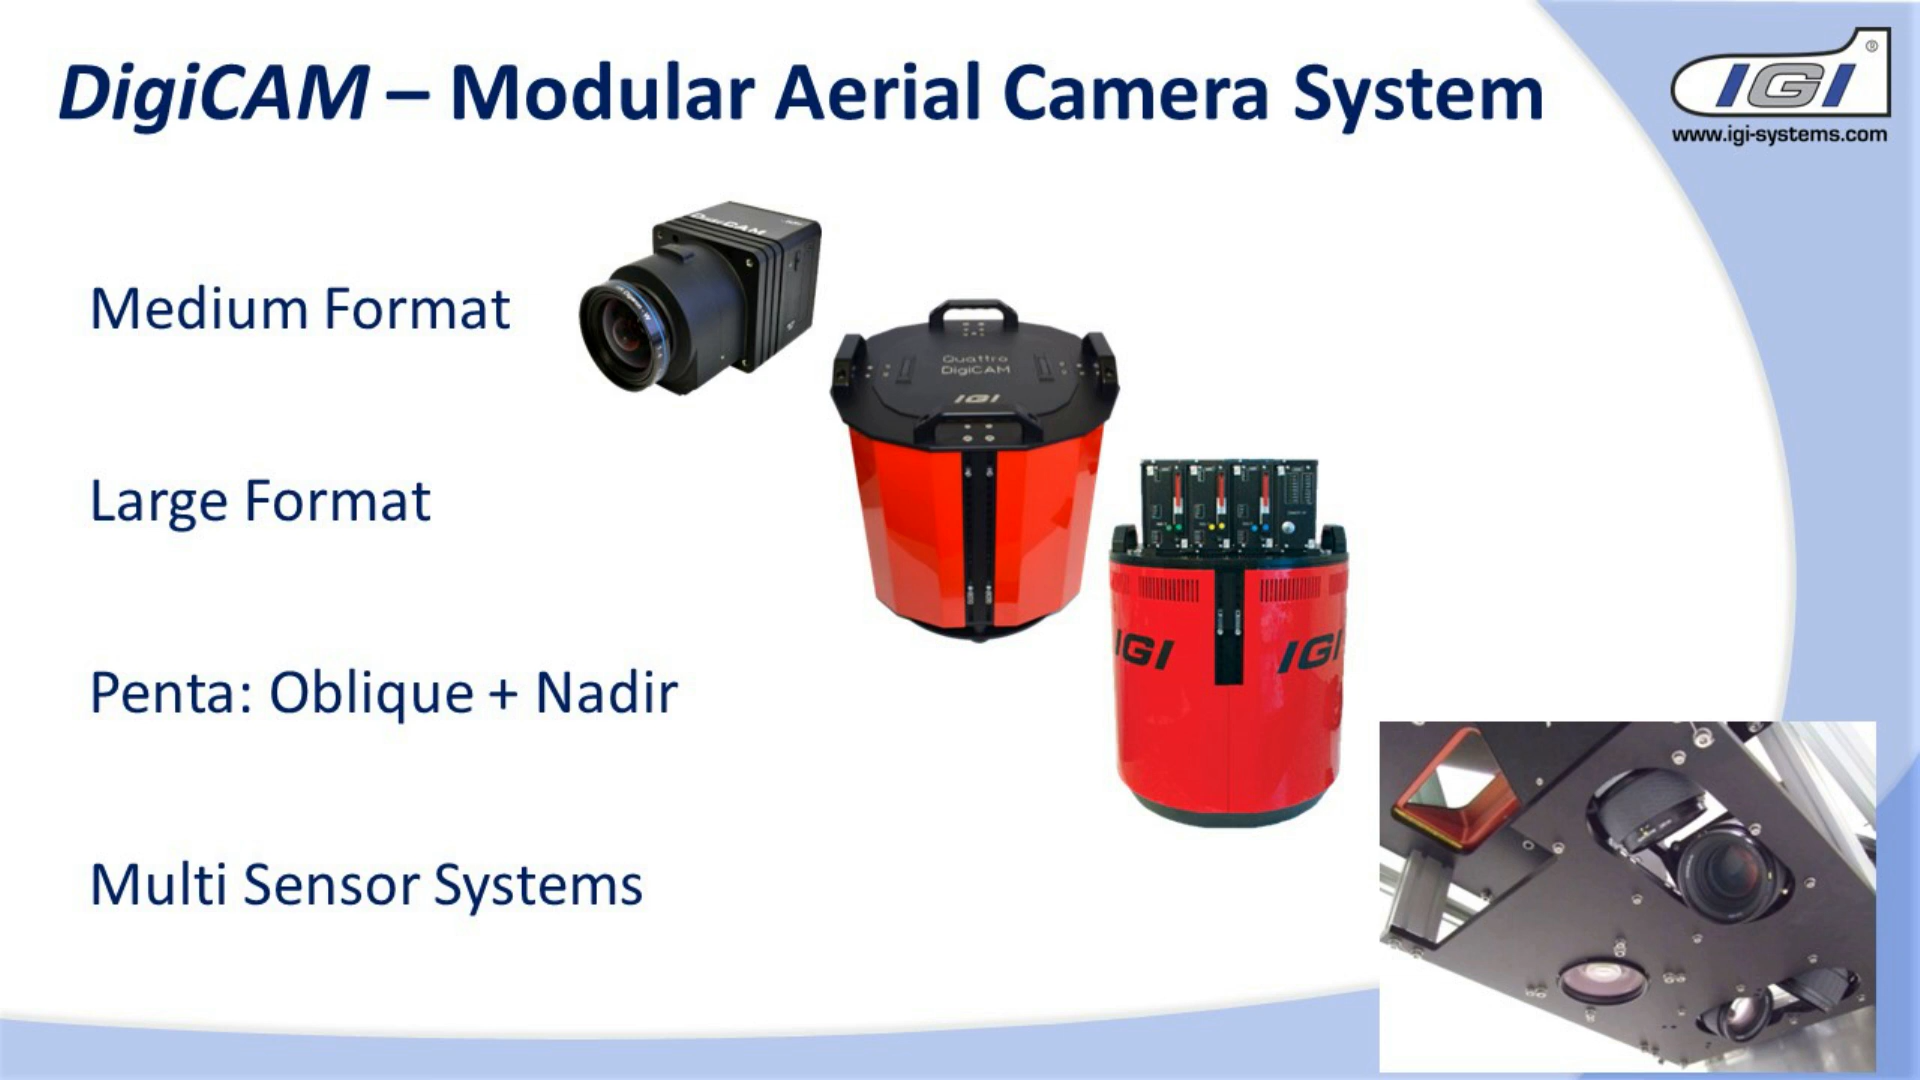 DigiCAM – Modular Aerial Camera System
IGI®
www.igi-systems.com
Medium Format
DigiCAM
Quattro
DigiCAM
IGI
Large Format
IGI IGI
Penta: Oblique + Nadir
Multi Sensor Systems